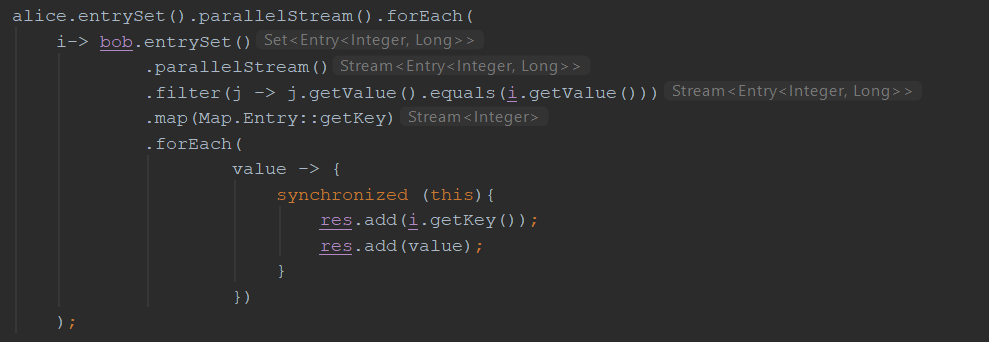 alice.entrySet().parallelStream().forEach(
i-> bob.entrySet() Set<Entry<Integer, Long>>
.parallelStream() Stream<Entry<Integer, Long>>
.filter(j -> j.getValue().equals(i.getValue())) Stream<Entry<Integer, Long>>
.map(Map.Entry::getKey) Stream<Integer>
.forEach(
value -> {
synchronized (this){
res.add(i.getKey());
res.add(value);
}
})
);